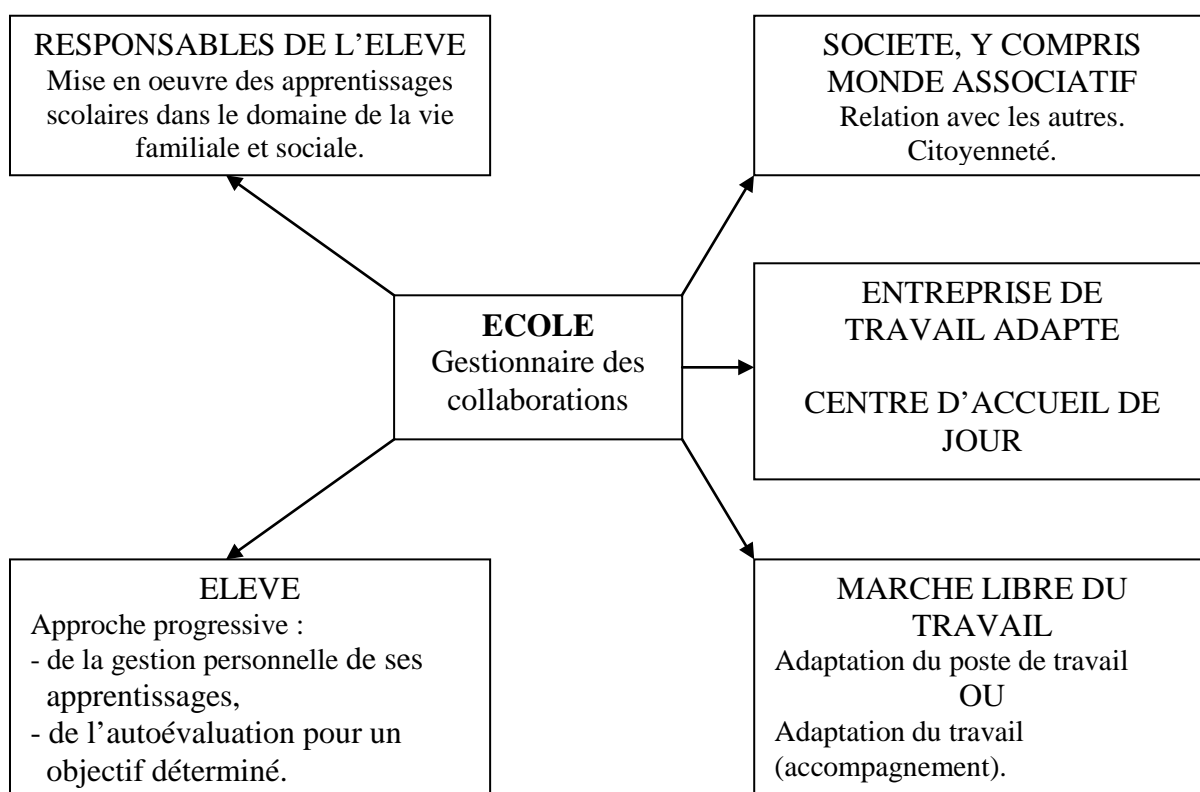 RESPONSABLES DE L’ELEVE
Mise en oeuvre des apprentissages
scolaires dans le domaine de la vie
familiale et sociale.
SOCIETE, Y COMPRIS
MONDE ASSOCIATIF
Relation avec les autres.
Citoyenneté.
ECOLE
Gestionnaire des
collaborations
ENTREPRISE DE
TRAVAIL ADAPTE
CENTRE D’ACCUEIL DE
JOUR
ELEVE
Approche progressive :
- de la gestion personnelle de ses
apprentissages,
- de l’autoévaluation pour un
objectif déterminé.
MARCHE LIBRE DU
TRAVAIL
Adaptation du poste de travail
OU
Adaptation du travail
(accompagnement).